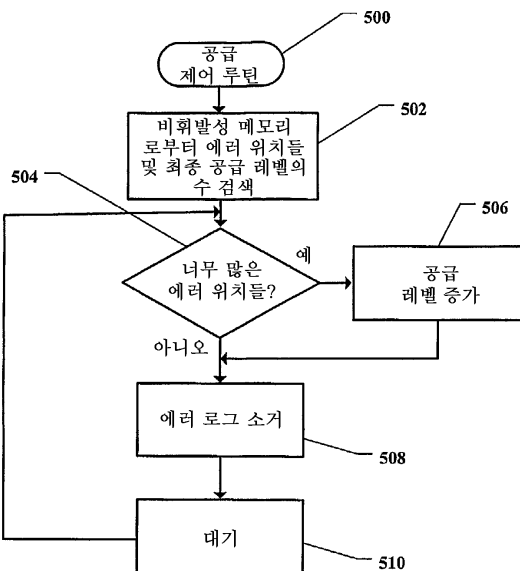 500
공급
제어 루틴
502
비휘발성 메모리
로부터 에러 위치들
및 최종 공급 레벨의
수 검색
504
506
너무 많은
에러 위치들?
예
공급
레벨 증가
아니오
에러 로그 소거
508
대기
510